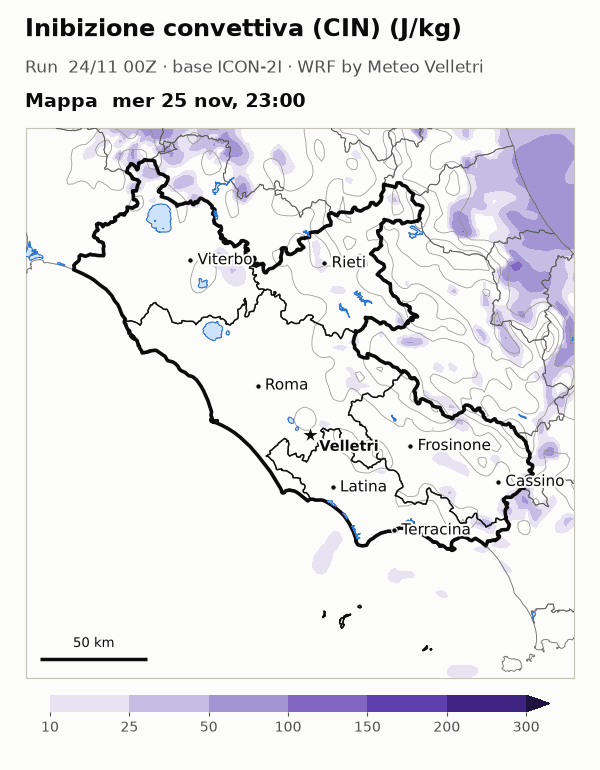 Inibizione convettiva (CIN) (J/kg)
Run  24/11 00Z · base ICON-2I · WRF by Meteo Velletri
Mappa  mer 25 nov, 23:00
Viterbo
Rieti
Roma
Velletri
Frosinone
Latina
Cassino
Terracina
50 km
10 25 50 100 150 200 300